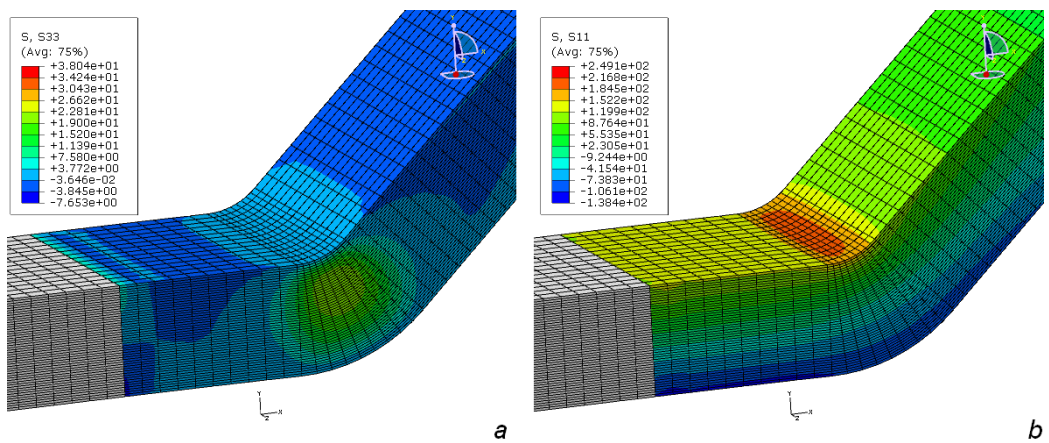 S, S33
(Avg: 75%)
+3.804e+01
+3.424e+01
+3.043e+01
+2.662e+01
+2.281e+01
+1.900e+01
+1.520e+01
+1.139e+01
+7.580e+00
+3.772e+00
-3.646e-02
-3.845e+00
-7.653e+00
Y
X
Z
Y
X
Z
a
S, S11
(Avg: 75%)
+2.491e+02
+2.168e+02
+1.845e+02
+1.522e+02
+1.199e+02
+8.764e+01
+5.535e+01
+2.305e+01
-9.244e+00
-4.154e+01
-7.383e+01
-1.061e+02
-1.384e+02
Y
X
Z
b